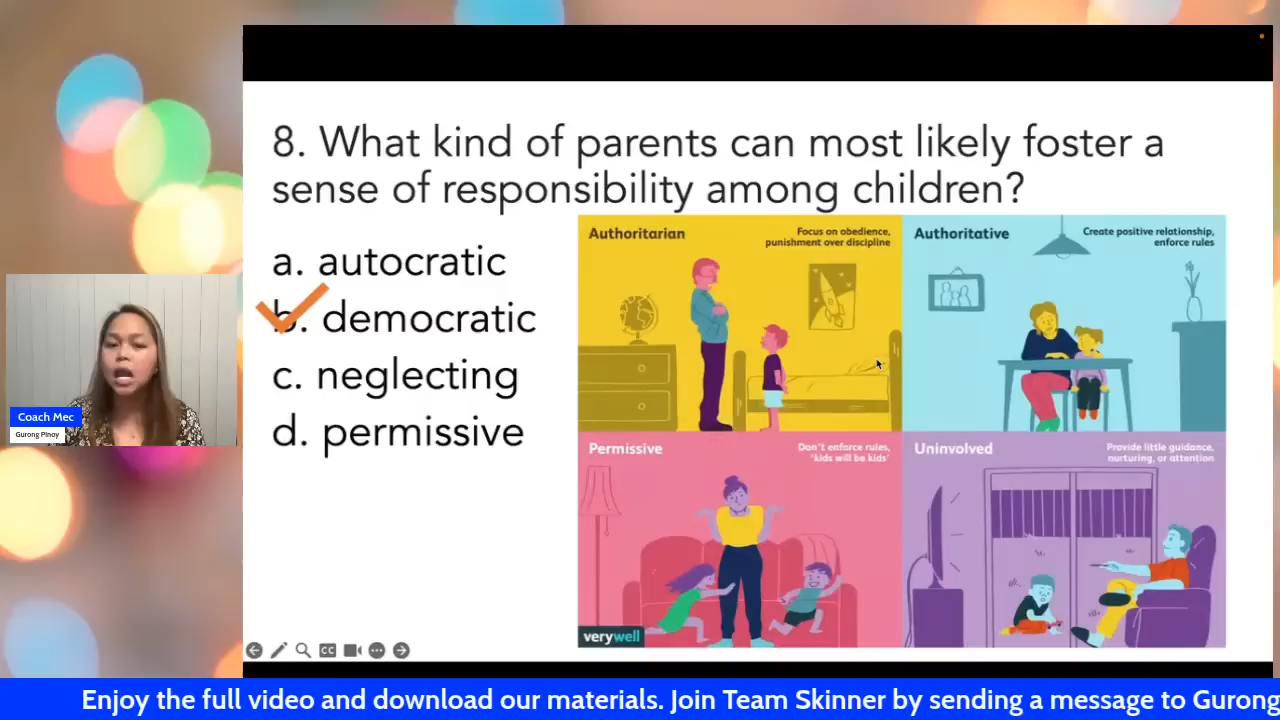 8. What kind of parents can most likely foster a
sense of responsibility among children?
a. autocratic
b. democratic
c. neglecting
d. permissive
Authoritarian
Focus on obedience,
punishment over discipline
Authoritative
Create positive relationship,
enforce rules
Permissive
Don't enforce rules,
'kids will be kids'
Uninvolved
Provide little guidance,
nurturing, or attention
verywell
CC
Coach Mec
Gurong Pinoy
Enjoy the full video and download our materials. Join Team Skinner by sending a message to Gurong